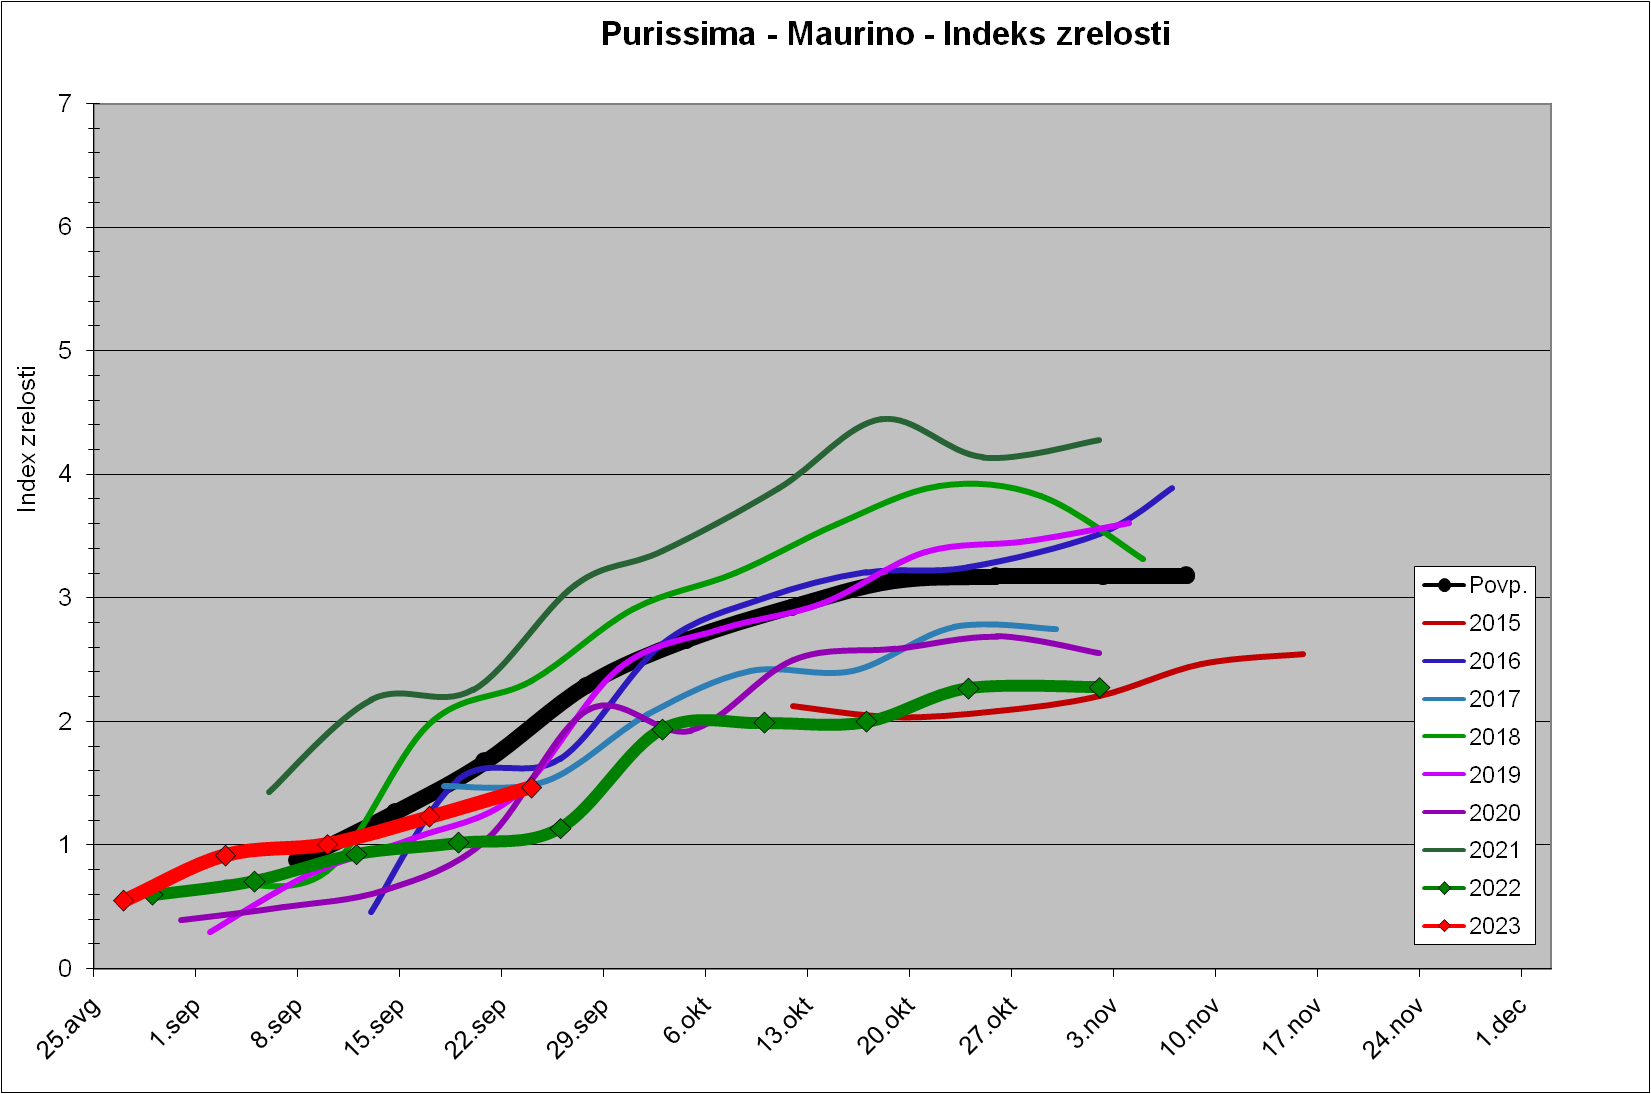 Purissima - Maurino - Indeks zrelosti
7
6
5
4
3
2
1
0
Index zrelosti
25.avg
1.sep
8.sep
15.sep
22.sep
29.sep
6.okt
13.okt
20.okt
27.okt
3.nov
10.nov
17.nov
24.nov
1.dec
Povp.
2015
2016
2017
2018
2019
2020
2021
2022
2023